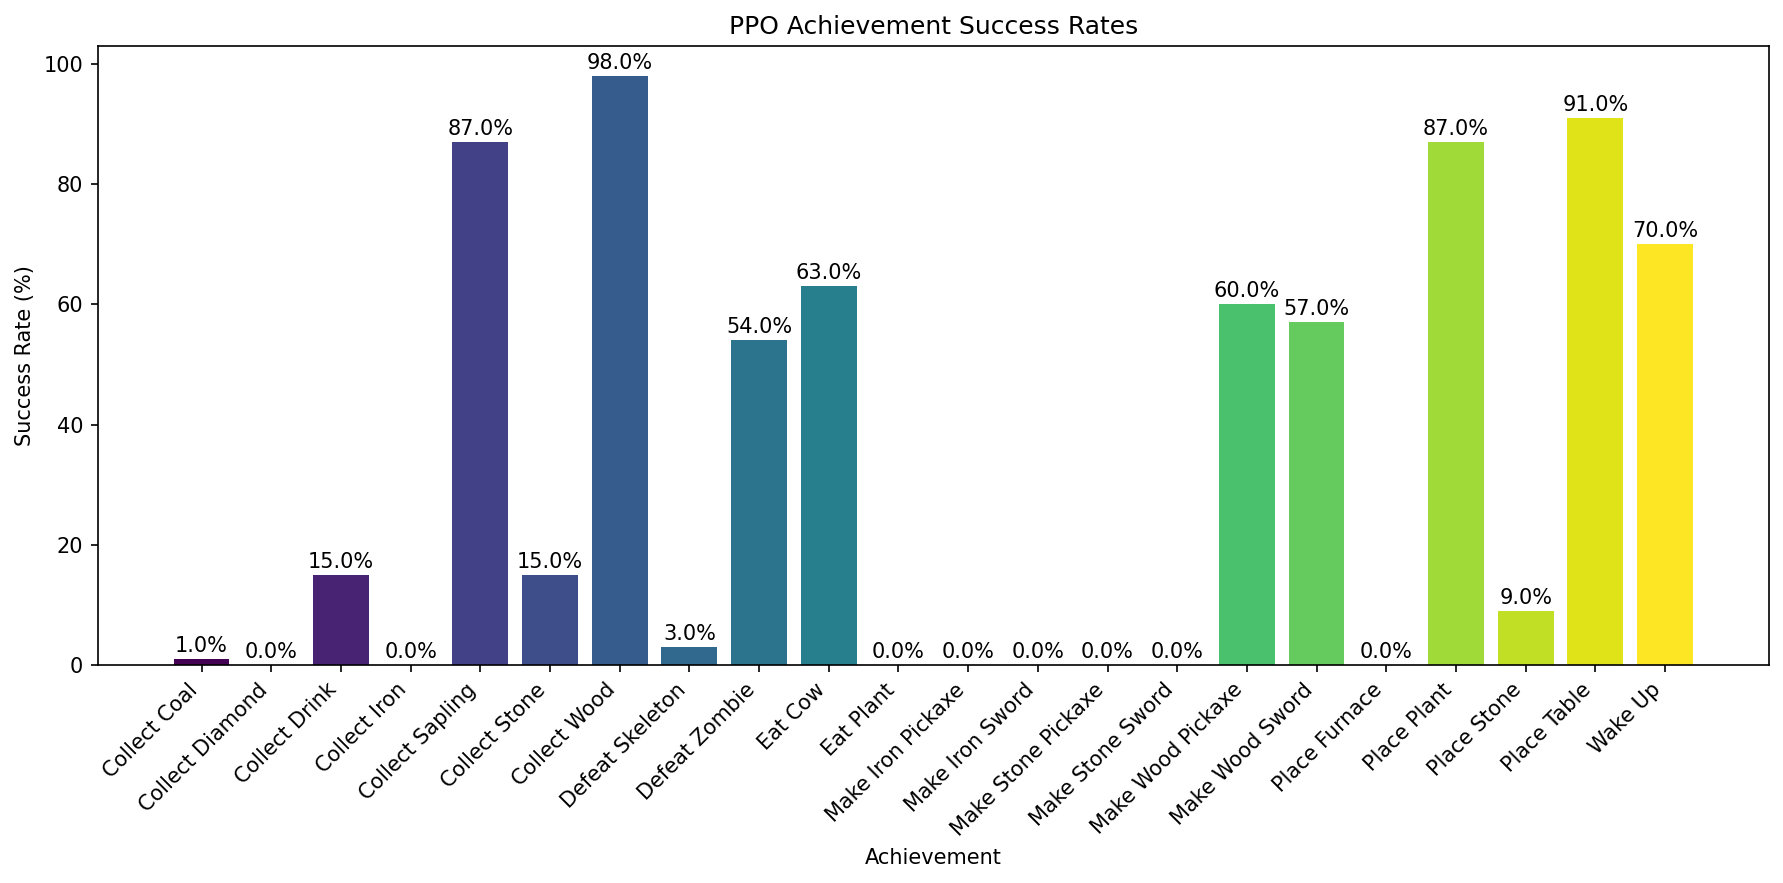 PPO Achievement Success Rates
Success Rate (%)
100
80
60
40
20
0
1.0%
0.0%
15.0%
0.0%
87.0%
15.0%
98.0%
3.0%
54.0%
63.0%
0.0%
0.0%
0.0%
0.0%
0.0%
60.0%
57.0%
0.0%
87.0%
9.0%
91.0%
70.0%
Collect Coal
Collect Diamond
Collect Drink
Collect Iron
Collect Sapling
Collect Stone
Collect Wood
Defeat Skeleton
Defeat Zombie
Eat Cow
Eat Plant
Make Iron Pickaxe
Make Iron Sword
Make Stone Pickaxe
Make Stone Sword
Make Wood Pickaxe
Make Wood Sword
Place Furnace
Place Plant
Place Stone
Place Table
Wake Up
Achievement